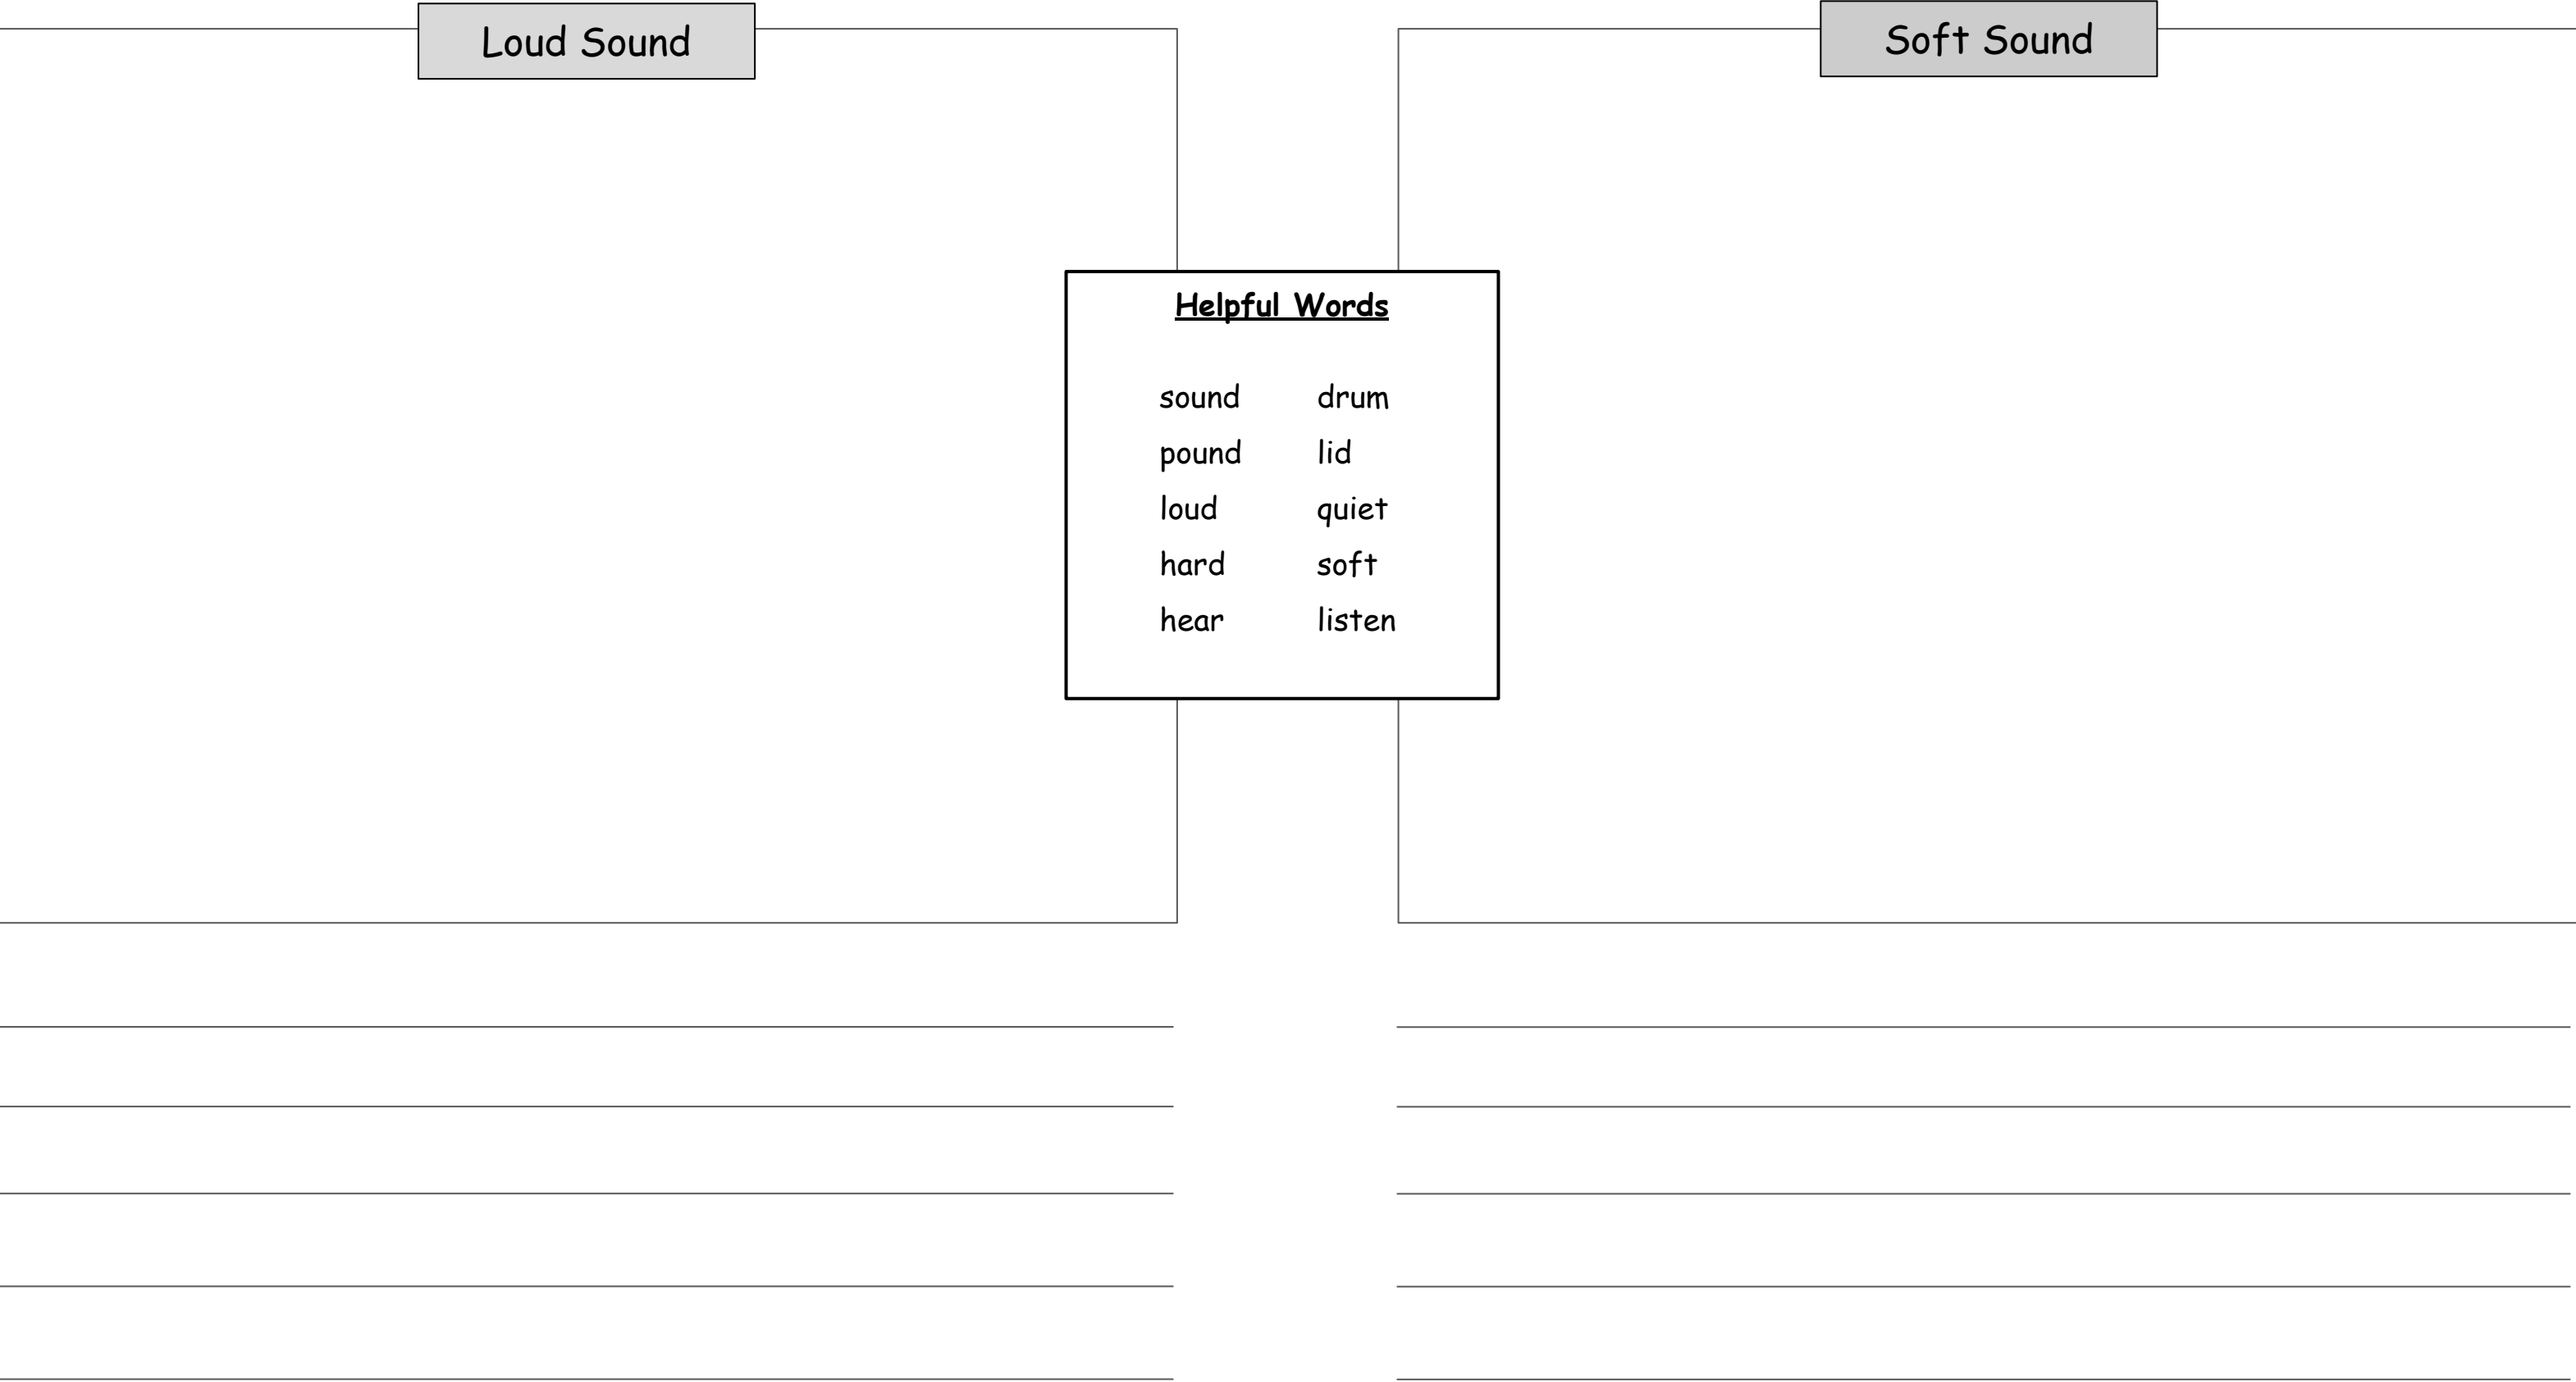 Loud Sound
Soft Sound
Helpful Words
sound drum
pound lid
loud quiet
hard soft
hear listen